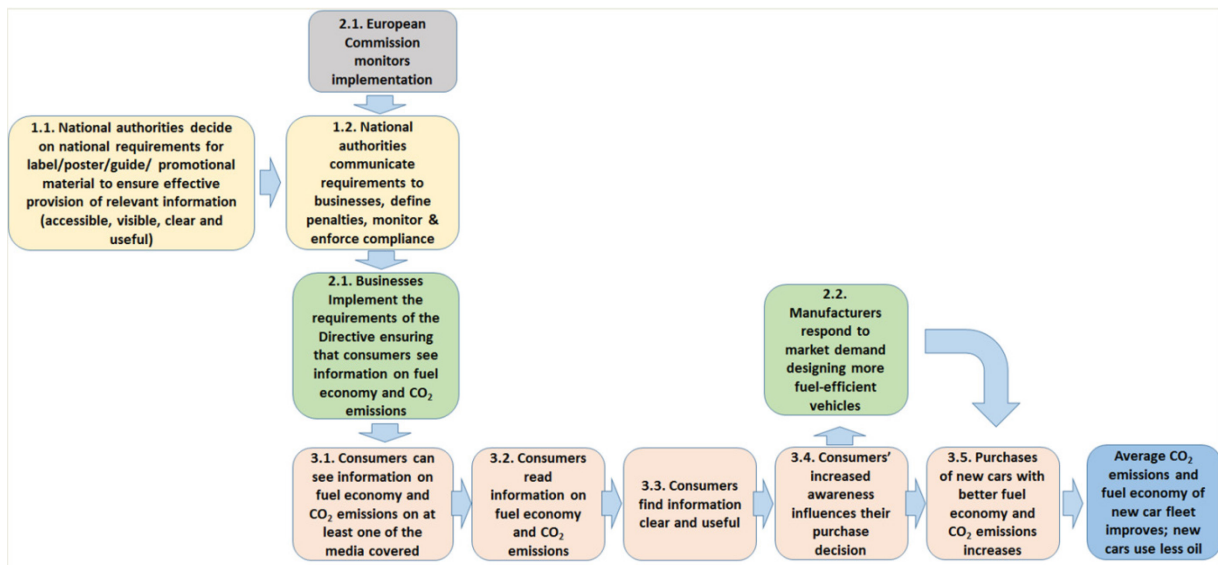 2.1. European
Commission
monitors
implementation
1.1. National authorities decide
on national requirements for
label/poster/guide/ promotional
material to ensure effective
provision of relevant information
(accessible, visible, clear and
useful)
1.2. National
authorities
communicate
requirements to
businesses, define
penalties, monitor &
enforce compliance
2.1. Businesses
Implement the
requirements of the
Directive ensuring
that consumers see
information on fuel
economy and CO₂
emissions
2.2.
Manufacturers
respond to
market demand
designing more
fuel-efficient
vehicles
3.1. Consumers can
see information on
fuel economy and
CO₂ emissions on at
least one of the
media covered
3.2. Consumers
read
information on
fuel economy
and CO₂
emissions
3.3. Consumers
find information
clear and useful
3.4. Consumers’
increased
awareness
influences their
purchase
decision
3.5. Purchases
of new cars with
better fuel
economy and
CO₂ emissions
increases
Average CO₂
emissions and
fuel economy of
new car fleet
improves; new
cars use less oil